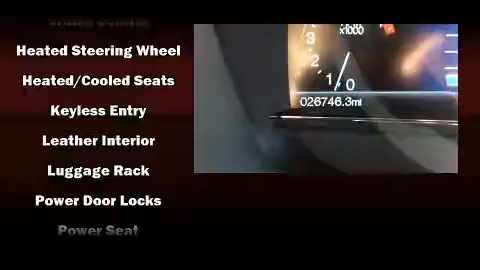 Heated Steering Wheel
Heated/Cooled Seats
Keyless Entry
Leather Interior
Luggage Rack
Power Door Locks
Power Seat
x1000
3
2
1
0
026746.3mi